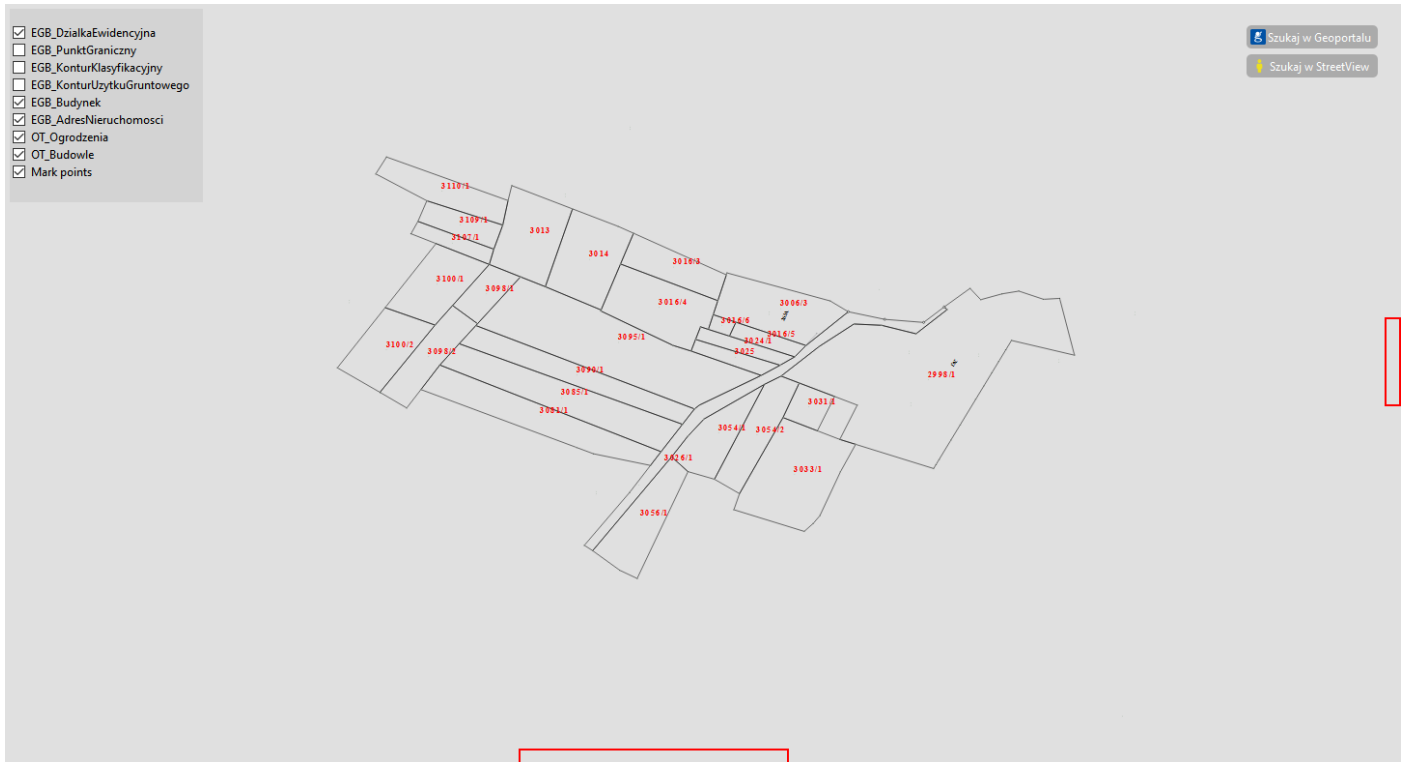 EGB_DzialkaEwidencyjna
EGB_PunktGraniczny
EGB_KonturKlasyfikacyjny
EGB_KonturUzytkuGruntowego
EGB_Budynek
EGB_AdresNieruchomosci
OT_Ogrodzenia
OT_Budowle
Mark points
Szukaj w Geoportalu
Szukaj w StreetView
3110/1
3109/1
3107/1
3013
3014
3016/3
3100/1
3098/1
3016/4
3006/3
3016/6
3016/5
3095/1
3024/1
3025
3100/2
3098/2
3090/1
2998/1
3085/1
3031/1
3081/1
3054/1
3054/2
3026/1
3033/1
3056/1